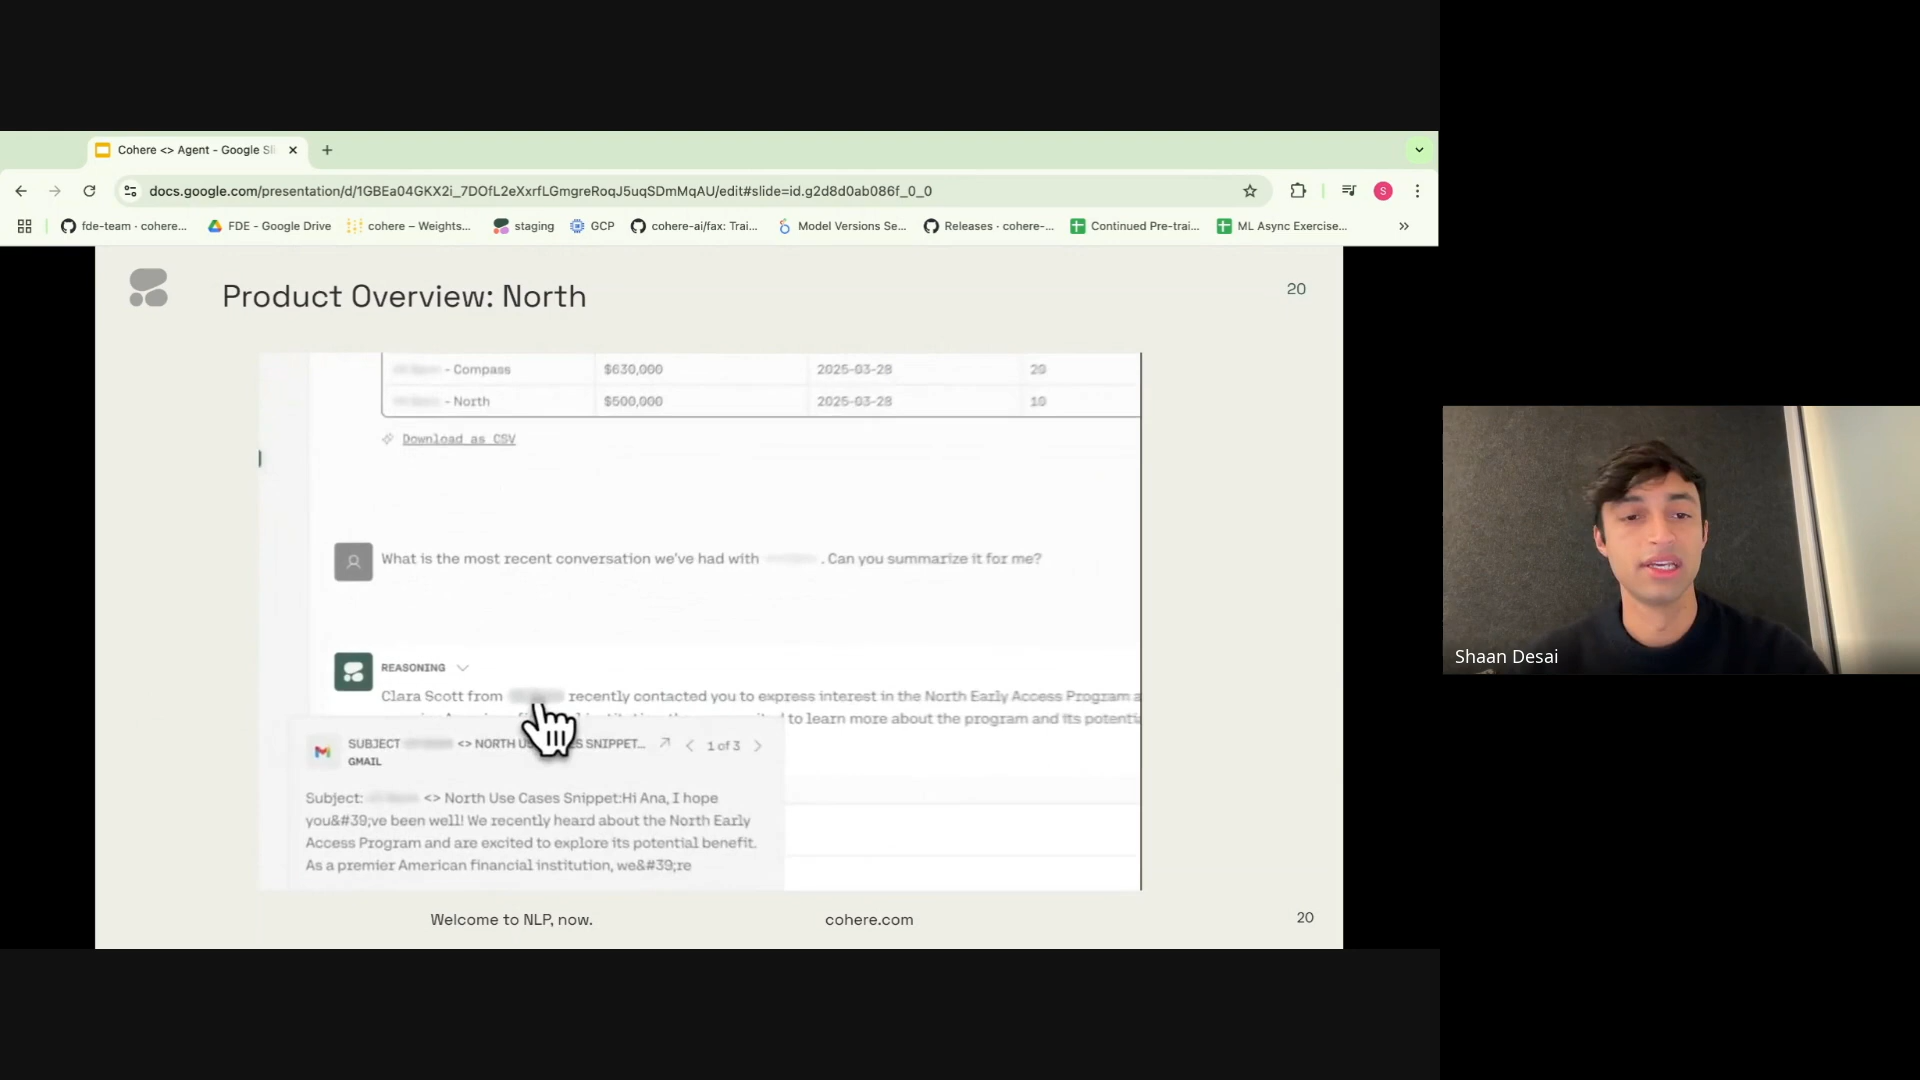 Cohere <> Agent - Google Sli
docs.google.com/presentation/d/1GBEa04GKX2i_7DOfL2eXxrfLGmgreRoqJ5uqSDmMqAU/edit#slide=id.g2d8d0ab086f_0_0
S
fde-team · cohere...
FDE - Google Drive
cohere – Weights...
staging
GCP
cohere-ai/fax: Trai...
Model Versions Se...
Releases · cohere-...
Continued Pre-trai...
ML Async Exercise...
Product Overview: North
20
- Compass $630,000 2025-03-28 20
- North $500,000 2025-03-28 10
Download as CSV
What is the most recent conversation we've had with . Can you summarize it for me?
REASONING
Clara Scott from recently contacted you to express interest in the North Early Access Program a
to learn more about the program and its potenti
SUBJECT <> NORTH SNIPPET... 1 of 3
GMAIL
Subject: <> North Use Cases Snippet:Hi Ana, I hope
you&#39;ve been well! We recently heard about the North Early
Access Program and are excited to explore its potential benefit.
As a premier American financial institution, we&#39;re
Welcome to NLP, now.
cohere.com
20
Shaan Desai